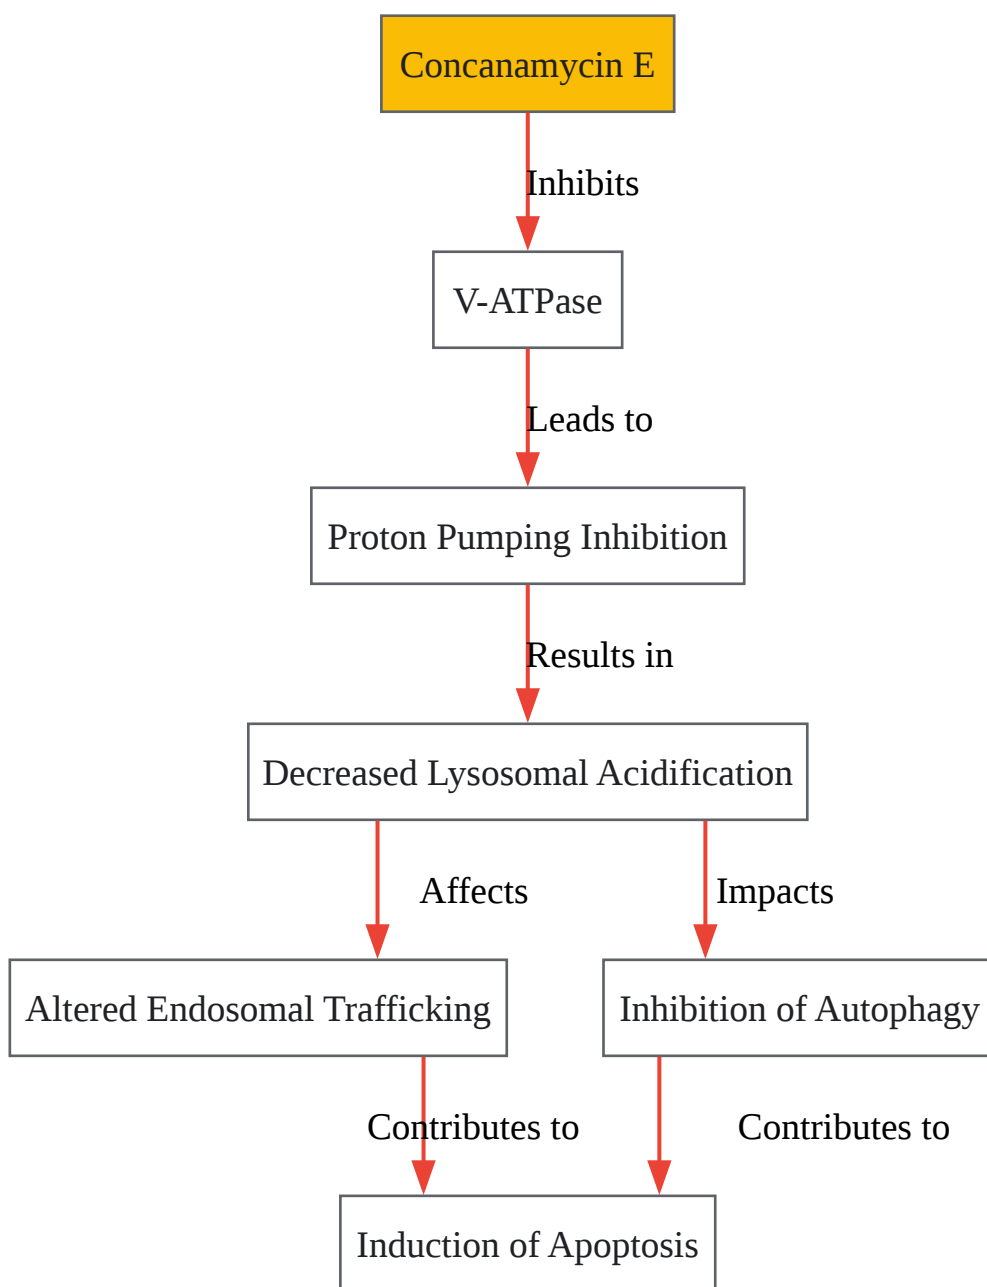 Concanamycin E
Inhibits
V-ATPase
Leads to
Proton Pumping Inhibition
Results in
Decreased Lysosomal Acidification
Affects
Impacts
Altered Endosomal Trafficking
Inhibition of Autophagy
Contributes to
Contributes to
Induction of Apoptosis